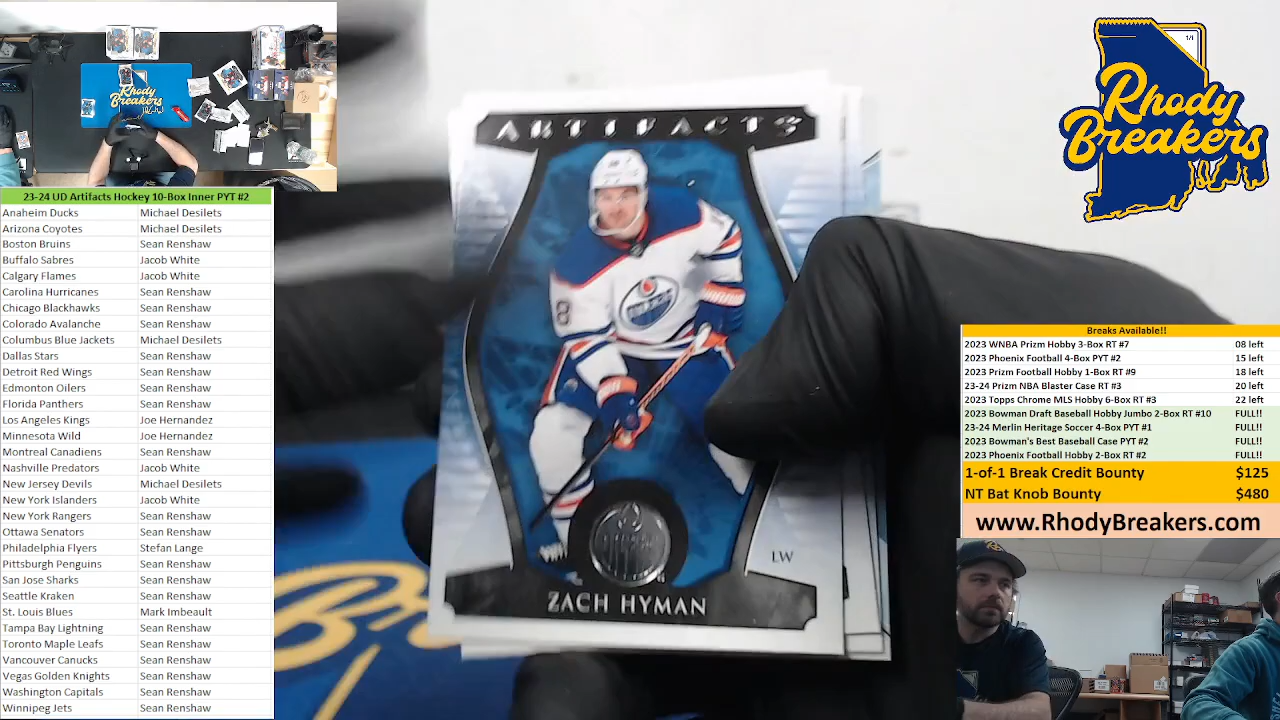 Rhody
Breakers
23-24 UD Artifacts Hockey 10-Box Inner PYT #2
Anaheim Ducks Michael Desilets
Arizona Coyotes Michael Desilets
Boston Bruins Sean Renshaw
Buffalo Sabres Jacob White
Calgary Flames Jacob White
Carolina Hurricanes Sean Renshaw
Chicago Blackhawks Sean Renshaw
Colorado Avalanche Sean Renshaw
Columbus Blue Jackets Michael Desilets
Dallas Stars Sean Renshaw
Detroit Red Wings Sean Renshaw
Edmonton Oilers Sean Renshaw
Florida Panthers Sean Renshaw
Los Angeles Kings Joe Hernandez
Minnesota Wild Joe Hernandez
Montreal Canadiens Sean Renshaw
Nashville Predators Jacob White
New Jersey Devils Michael Desilets
New York Islanders Jacob White
New York Rangers Sean Renshaw
Ottawa Senators Sean Renshaw
Philadelphia Flyers Stefan Lange
Pittsburgh Penguins Sean Renshaw
San Jose Sharks Sean Renshaw
Seattle Kraken Sean Renshaw
St. Louis Blues Mark Imbeault
Tampa Bay Lightning Sean Renshaw
Toronto Maple Leafs Sean Renshaw
Vancouver Canucks Sean Renshaw
Vegas Golden Knights Sean Renshaw
Washington Capitals Sean Renshaw
Winnipeg Jets Sean Renshaw
ARTIFACTS
18
18
OILERS
LW
ZACH HYMAN
1/1
Rhody
Breakers
Breaks Available!!
2023 WNBA Prizm Hobby 3-Box RT #7 08 left
2023 Phoenix Football 4-Box PYT #2 15 left
2023 Prizm Football Hobby 1-Box RT #9 18 left
23-24 Prizm NBA Blaster Case RT #3 20 left
2023 Topps Chrome MLS Hobby 6-Box RT #3 22 left
2023 Bowman Draft Baseball Hobby Jumbo 2-Box RT #10 FULL!!
23-24 Merlin Heritage Soccer 4-Box PYT #1 FULL!!
2023 Bowman's Best Baseball Case PYT #2 FULL!!
2023 Phoenix Football Hobby 2-Box RT #2 FULL!!
1-of-1 Break Credit Bounty $125
NT Bat Knob Bounty $480
www.RhodyBreakers.com